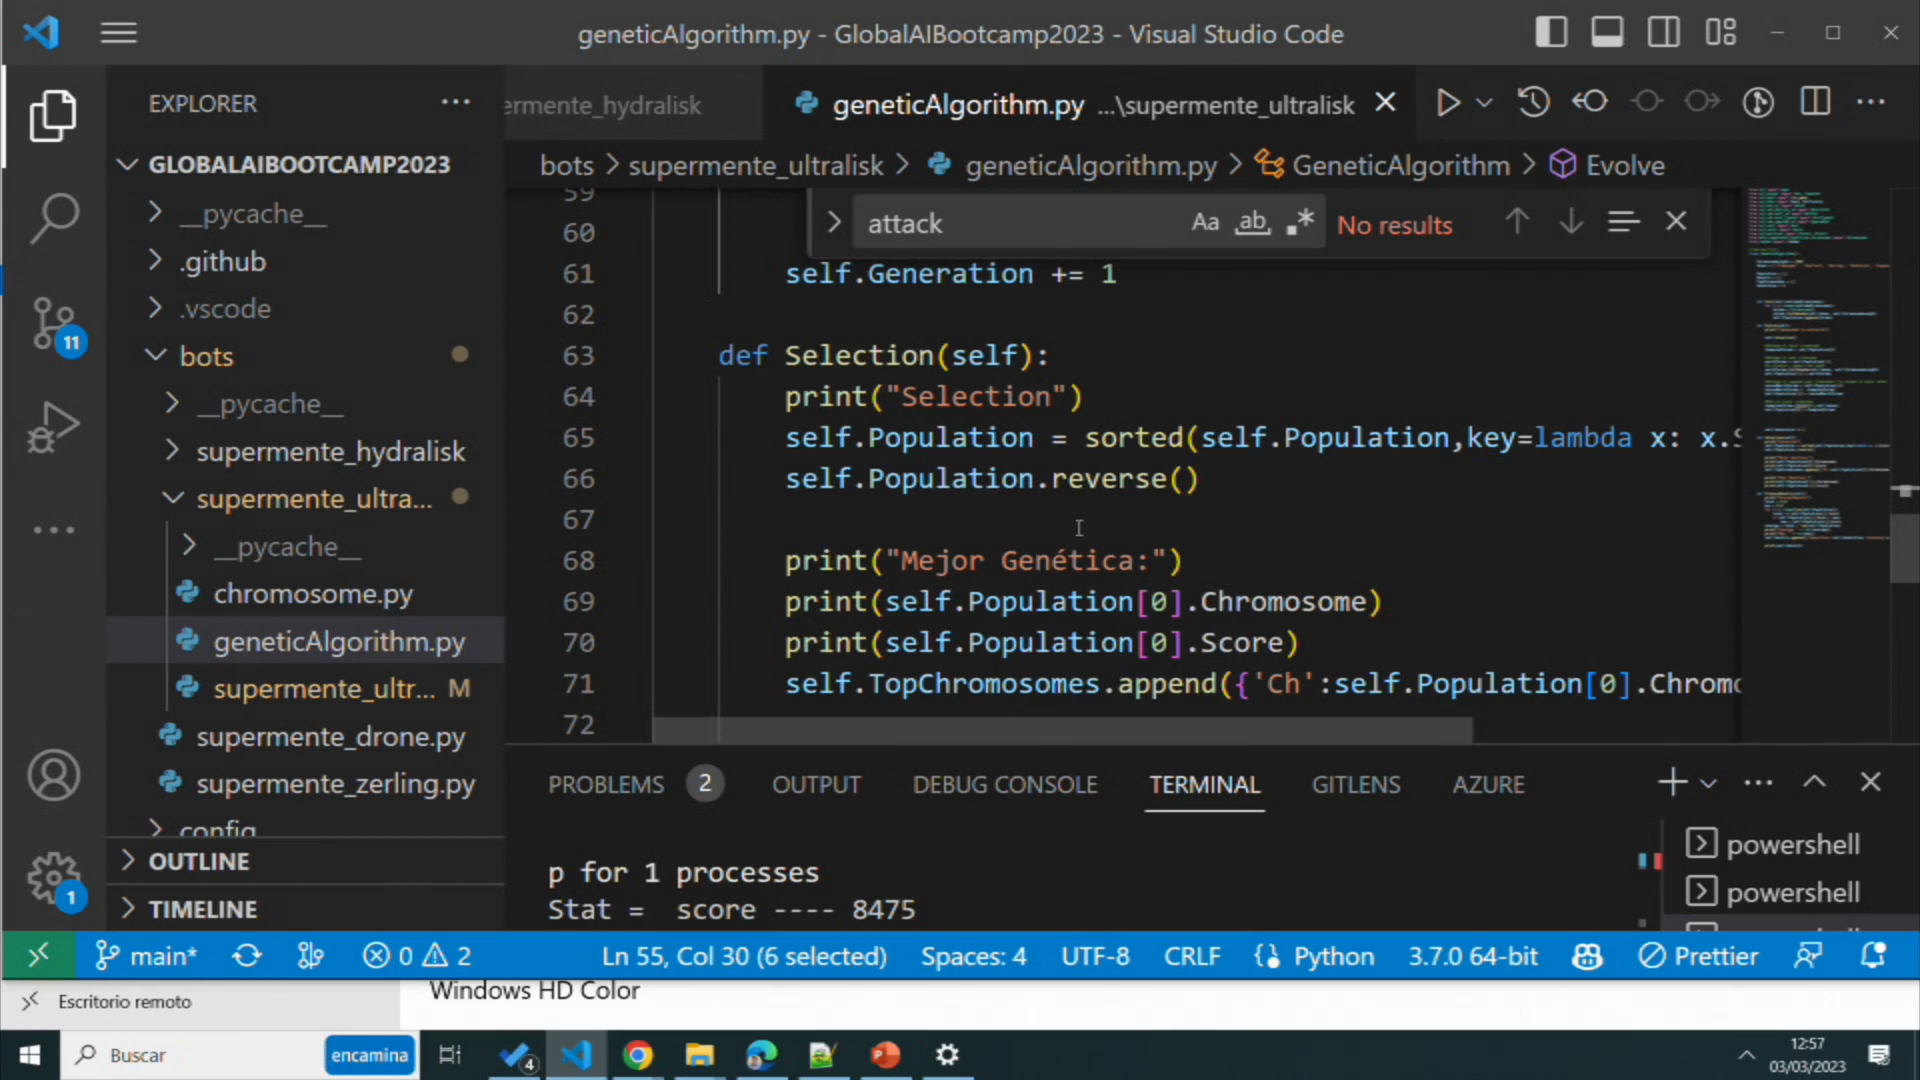 geneticAlgorithm.py - GlobalAIBootcamp2023 - Visual Studio Code
EXPLORER
ermente_hydralisk
geneticAlgorithm.py ...\supermente_ultralisk
GLOBALAIBOOTCAMP2023
bots > supermente_ultralisk > geneticAlgorithm.py > GeneticAlgorithm > Evolve
__pycache__
.github
.vscode
bots
__pycache__
supermente_hydralisk
supermente_ultra...
__pycache__
chromosome.py
geneticAlgorithm.py
supermente_ultr... M
supermente_drone.py
supermente_zerling.py
config
OUTLINE
TIMELINE
11
1
attack
Aa ab No results
59
60
61 self.Generation += 1
62
63 def Selection(self):
64 print("Selection")
65 self.Population = sorted(self.Population,key=lambda x: x.S
66 self.Population.reverse()
67
68 print("Mejor Genética:")
69 print(self.Population[0].Chromosome)
70 print(self.Population[0].Score)
71 self.TopChromosomes.append({'Ch':self.Population[0].Chromo
72
PROBLEMS 2 OUTPUT DEBUG CONSOLE TERMINAL GITLENS AZURE
p for 1 processes
Stat =  score ---- 8475
powershell
powershell
main* 0 2 Ln 55, Col 30 (6 selected) Spaces: 4 UTF-8 CRLF Python 3.7.0 64-bit Prettier
Escritorio remoto
Windows HD Color
Buscar
encamina
4
12:57
03/03/2023